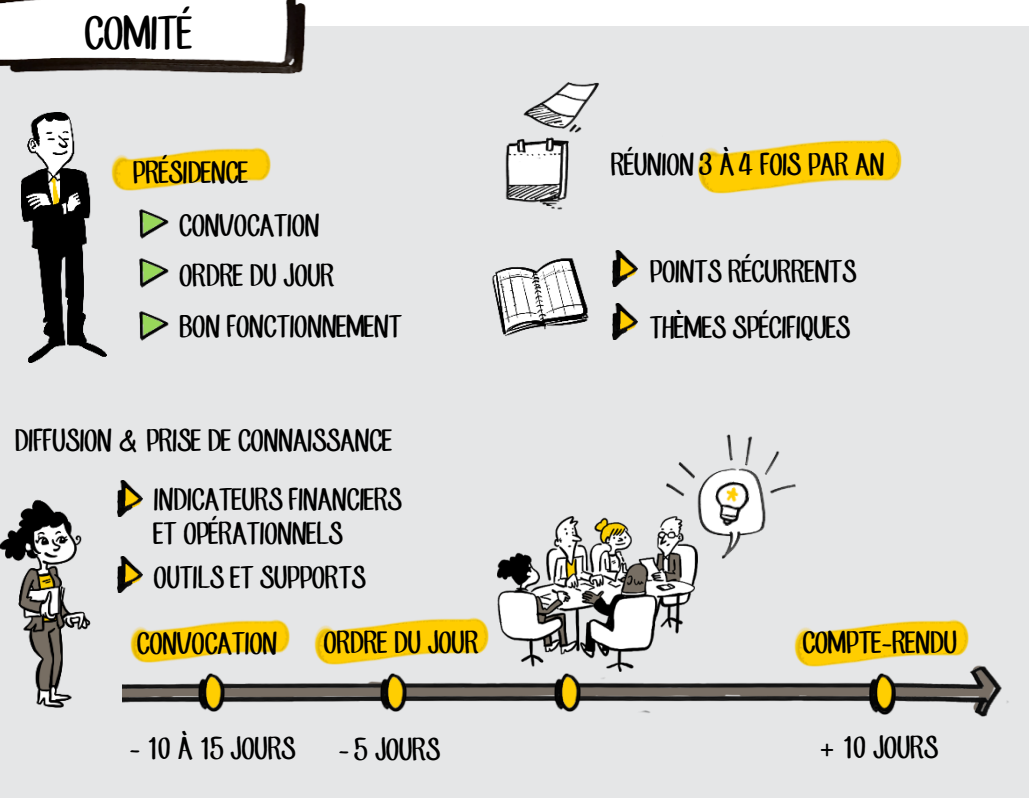 COMITÉ
PRÉSIDENCE
CONVOCATION
ORDRE DU JOUR
BON FONCTIONNEMENT
RÉUNION 3 À 4 FOIS PAR AN
POINTS RÉCURRENTS
THÈMES SPÉCIFIQUES
DIFFUSION & PRISE DE CONNAISSANCE
INDICATEURS FINANCIERS
ET OPÉRATIONNELS
OUTILS ET SUPPORTS
CONVOCATION
ORDRE DU JOUR
COMPTE-RENDU
- 10 À 15 JOURS
- 5 JOURS
+ 10 JOURS